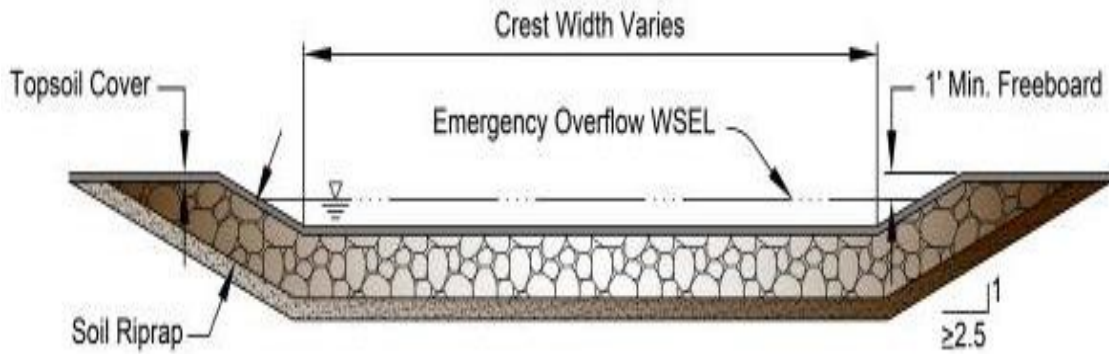 Crest Width Varies
Topsoil Cover
1' Min. Freeboard
Emergency Overflow WSEL
Soil Riprap
1
≥2.5